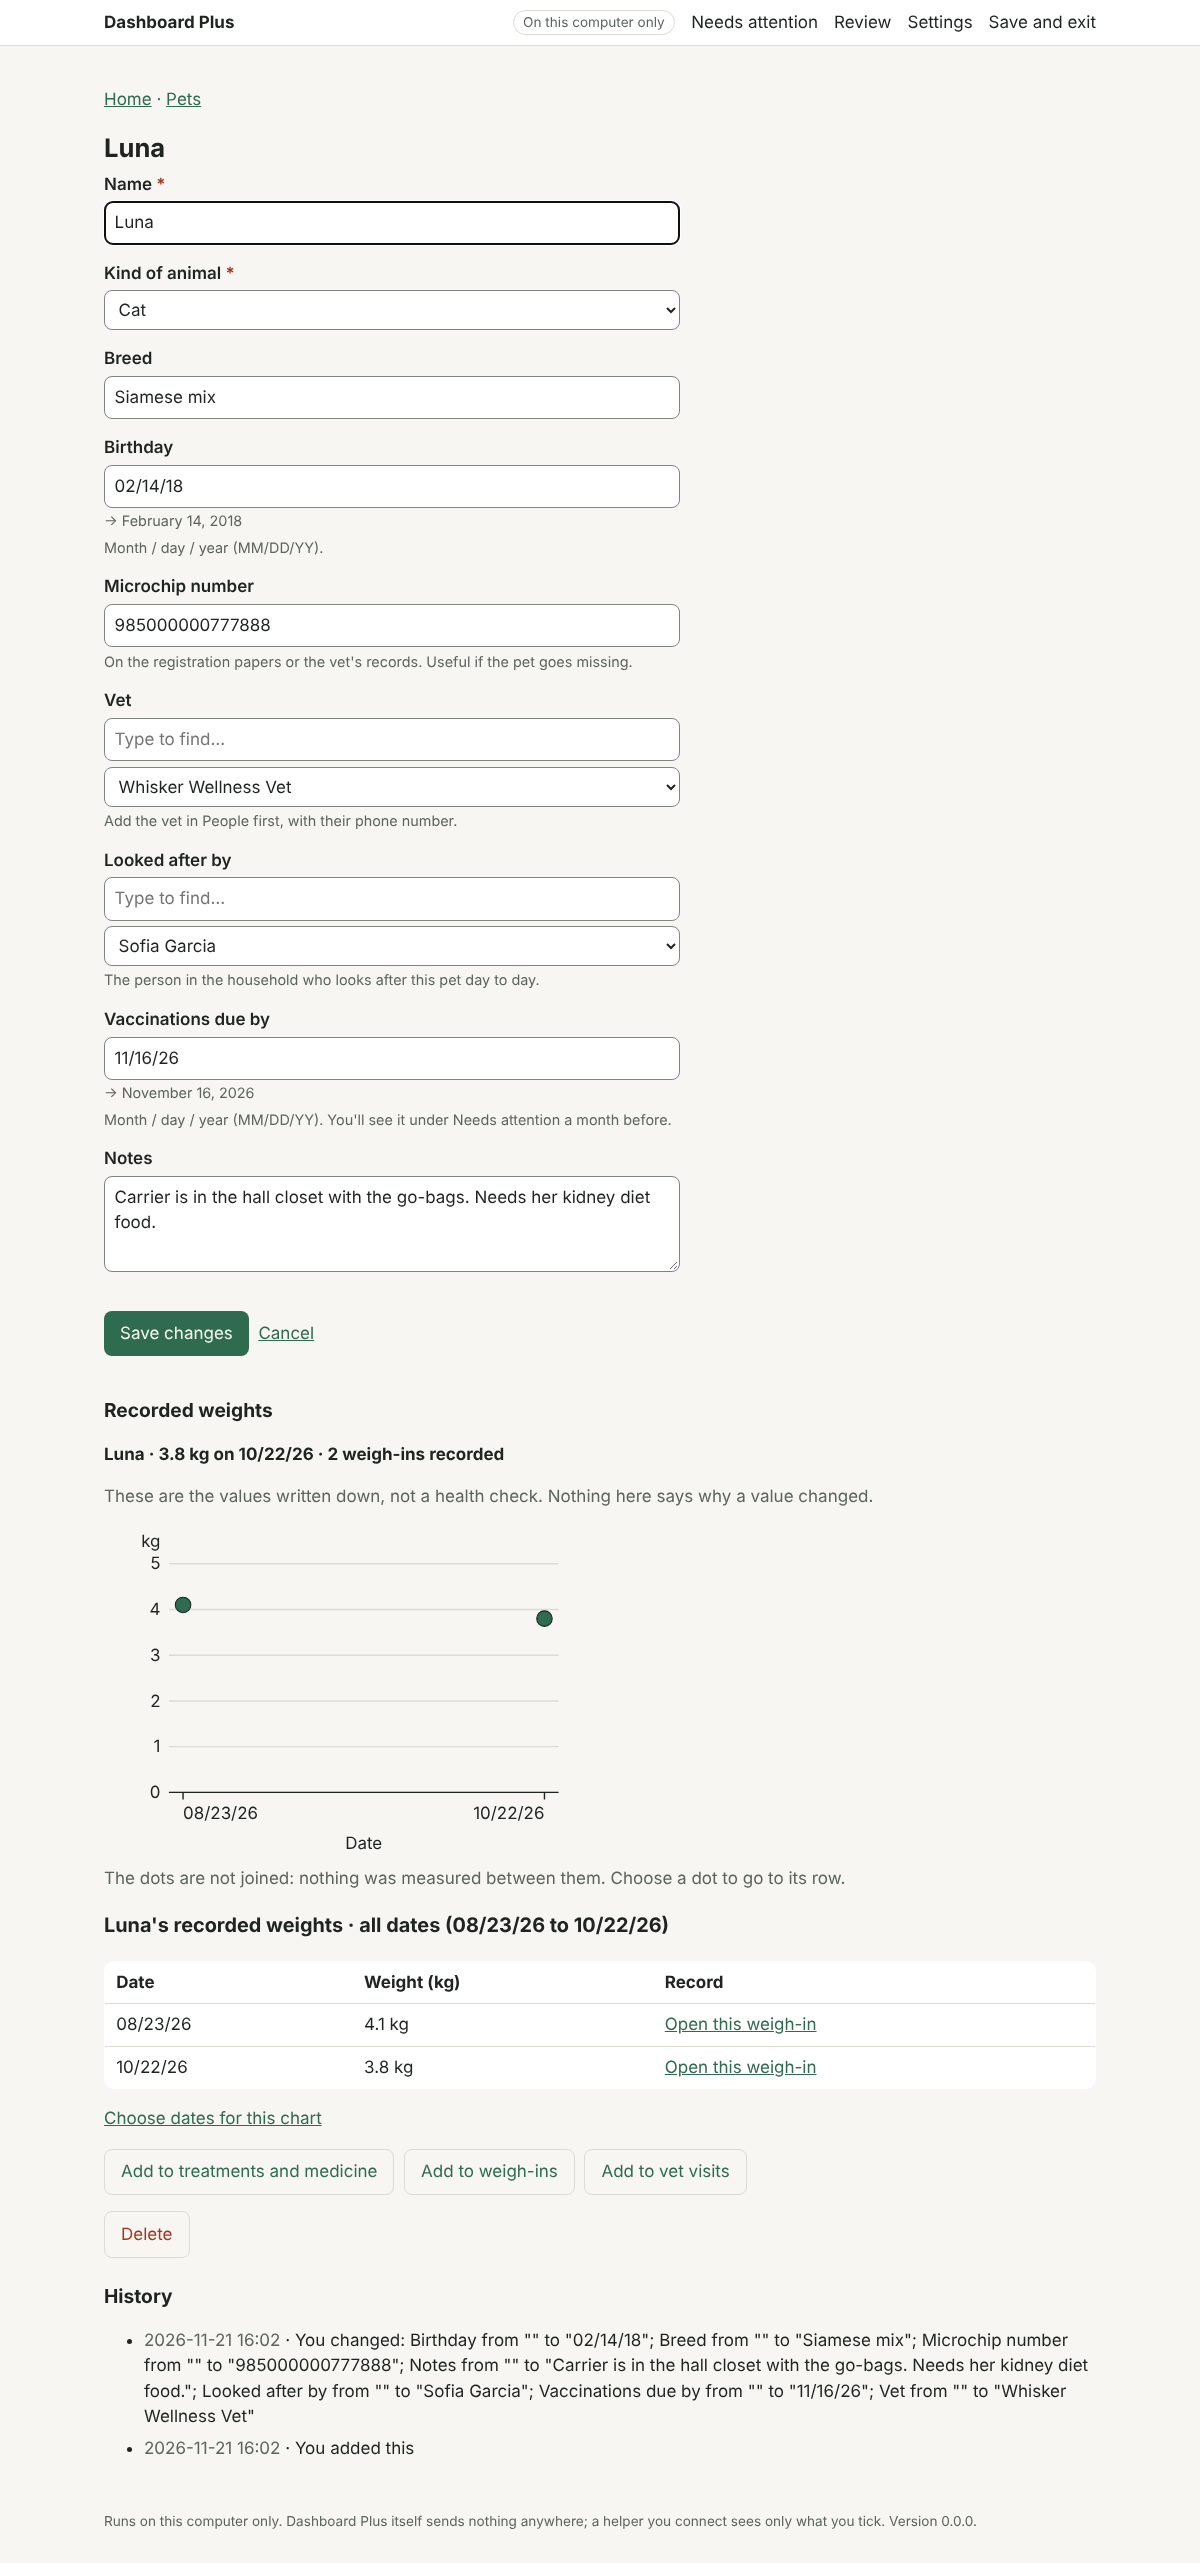 Dashboard Plus
On this computer only Needs attention Review Settings Save and exit
Home · Pets
Luna
Name *
Luna
Kind of animal *
Cat
Breed
Siamese mix
Birthday
02/14/18
→ February 14, 2018
Month / day / year (MM/DD/YY).
Microchip number
985000000777888
On the registration papers or the vet's records. Useful if the pet goes missing.
Vet
Type to find...
Whisker Wellness Vet
Add the vet in People first, with their phone number.
Looked after by
Type to find...
Sofia Garcia
The person in the household who looks after this pet day to day.
Vaccinations due by
11/16/26
→ November 16, 2026
Month / day / year (MM/DD/YY). You'll see it under Needs attention a month before.
Notes
Carrier is in the hall closet with the go-bags. Needs her kidney diet
food.
Save changes Cancel
Recorded weights
Luna · 3.8 kg on 10/22/26 · 2 weigh-ins recorded
These are the values written down, not a health check. Nothing here says why a value changed.
kg
5
4
3
2
1
0
08/23/26 10/22/26
Date
The dots are not joined: nothing was measured between them. Choose a dot to go to its row.
Luna's recorded weights · all dates (08/23/26 to 10/22/26)
Date Weight (kg) Record
08/23/26 4.1 kg Open this weigh-in
10/22/26 3.8 kg Open this weigh-in
Choose dates for this chart
Add to treatments and medicine Add to weigh-ins Add to vet visits
Delete
History
• 2026-11-21 16:02 · You changed: Birthday from "" to "02/14/18"; Breed from "" to "Siamese mix"; Microchip number
from "" to "985000000777888"; Notes from "" to "Carrier is in the hall closet with the go-bags. Needs her kidney diet
food."; Looked after by from "" to "Sofia Garcia"; Vaccinations due by from "" to "11/16/26"; Vet from "" to "Whisker
Wellness Vet"
• 2026-11-21 16:02 · You added this
Runs on this computer only. Dashboard Plus itself sends nothing anywhere; a helper you connect sees only what you tick. Version 0.0.0.